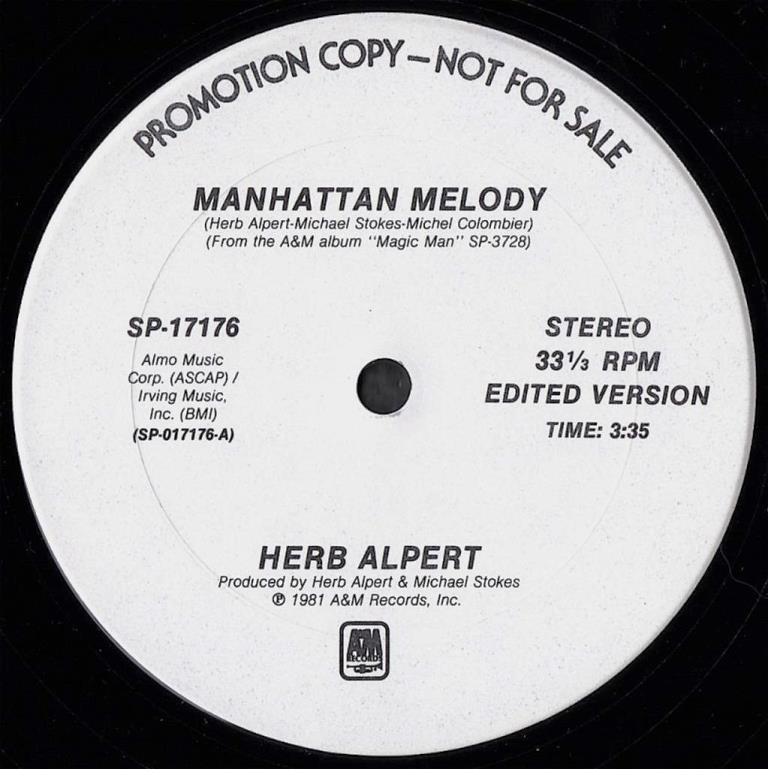 PROMOTION COPY—NOT FOR SALE
MANHATTAN MELODY
(Herb Alpert-Michael Stokes-Michel Colombier)
(From the A&M album "Magic Man" SP-3728)
SP-17176
Almo Music
Corp. (ASCAP) /
Irving Music,
Inc. (BMI)
(SP-017176-A)
STEREO
33⅓ RPM
EDITED VERSION
TIME: 3:35
HERB ALPERT
Produced by Herb Alpert & Michael Stokes
℗ 1981 A&M Records, Inc.
A&M
RECORDS